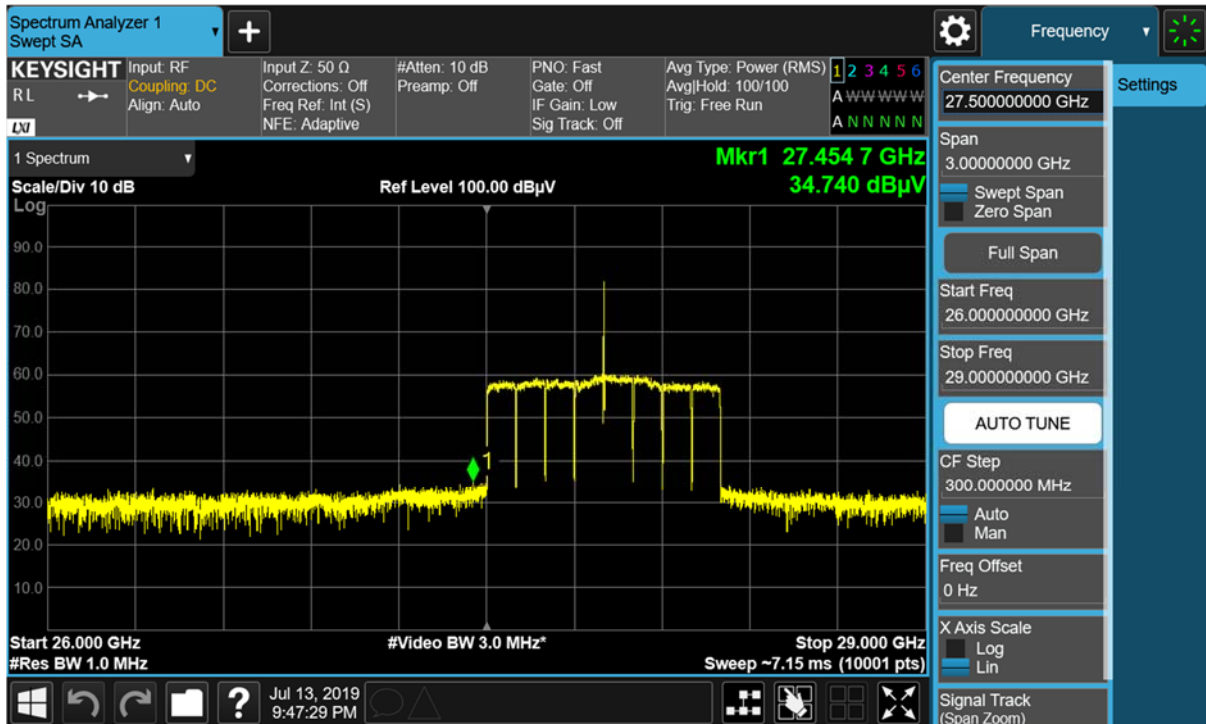 Spectrum Analyzer 1
Swept SA
+
Frequency
KEYSIGHT
R L
LXI
Input: RF
Coupling: DC
Align: Auto
Input Z: 50 Ω
Corrections: Off
Freq Ref: Int (S)
NFE: Adaptive
#Atten: 10 dB
Preamp: Off
PNO: Fast
Gate: Off
IF Gain: Low
Sig Track: Off
Avg Type: Power (RMS)
Avg|Hold: 100/100
Trig: Free Run
1 2 3 4 5 6
A W W W W W
A N N N N N
1 Spectrum
Mkr1 27.454 7 GHz
34.740 dBµV
Scale/Div 10 dB
Ref Level 100.00 dBµV
Log
90.0
80.0
70.0
60.0
50.0
40.0
30.0
20.0
10.0
1
Start 26.000 GHz
#Video BW 3.0 MHz*
Stop 29.000 GHz
#Res BW 1.0 MHz
Sweep ~7.15 ms (10001 pts)
?
Jul 13, 2019
9:47:29 PM
Center Frequency
27.500000000 GHz
Settings
Span
3.00000000 GHz
Swept Span
Zero Span
Full Span
Start Freq
26.000000000 GHz
Stop Freq
29.000000000 GHz
AUTO TUNE
CF Step
300.000000 MHz
Auto
Man
Freq Offset
0 Hz
X Axis Scale
Log
Lin
Signal Track
(Span Zoom)